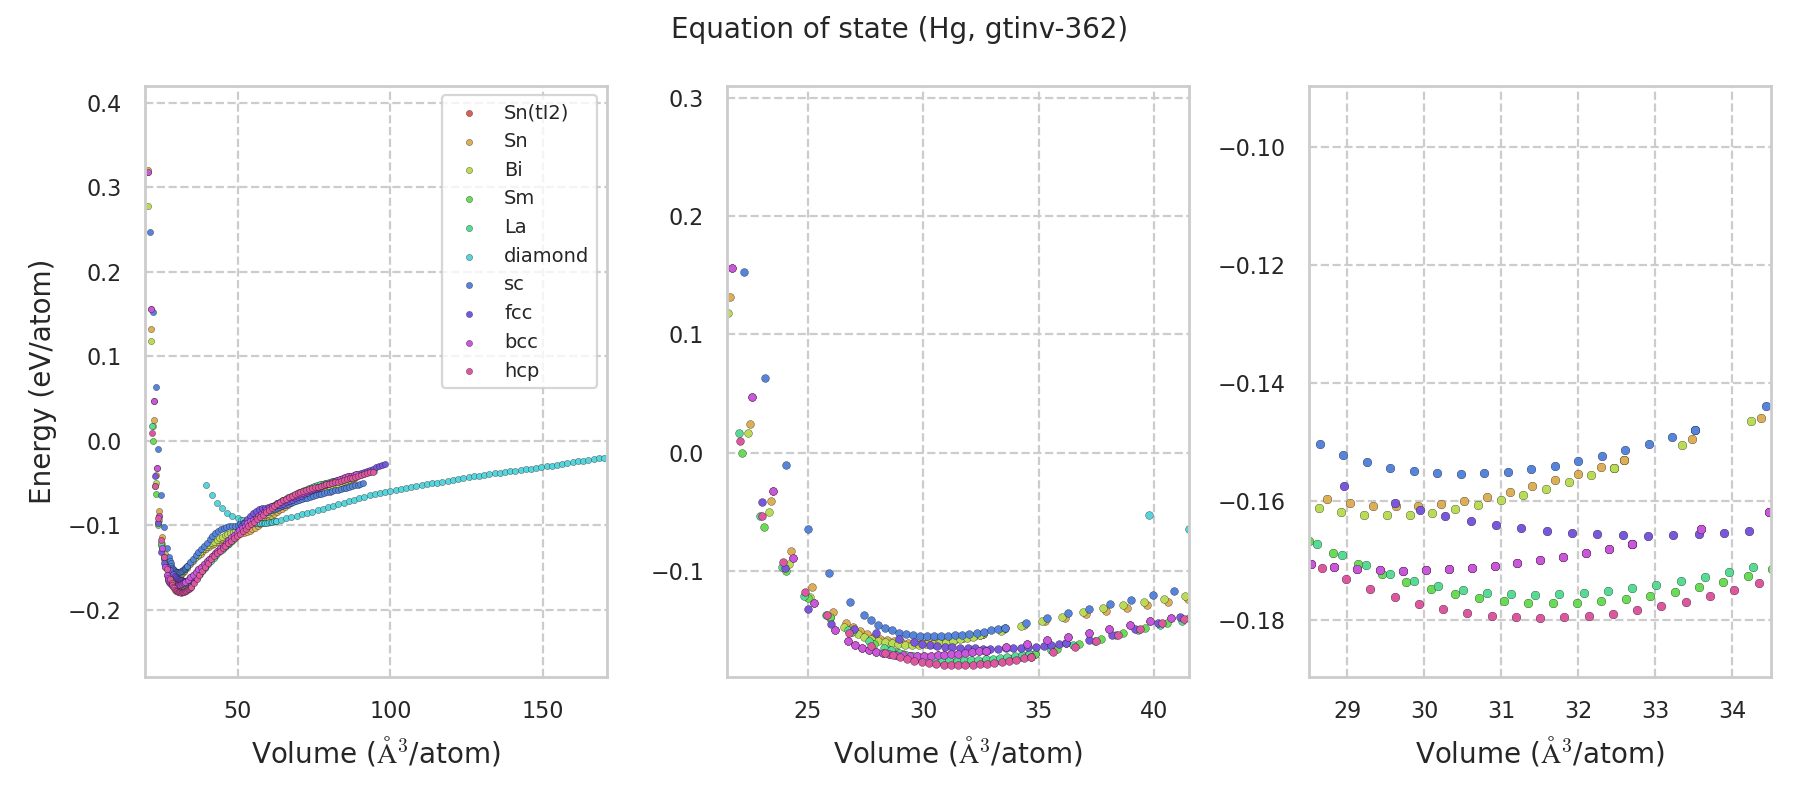 Equation of state (Hg, gtinv-362)
Energy (eV/atom)
0.4
0.3
0.2
0.1
0.0
−0.1
−0.2
50
100
150
Volume (Å³/atom)
Sn(tI2)
Sn
Bi
Sm
La
diamond
sc
fcc
bcc
hcp
0.3
0.2
0.1
0.0
−0.1
25
30
35
40
Volume (Å³/atom)
−0.10
−0.12
−0.14
−0.16
−0.18
29
30
31
32
33
34
Volume (Å³/atom)